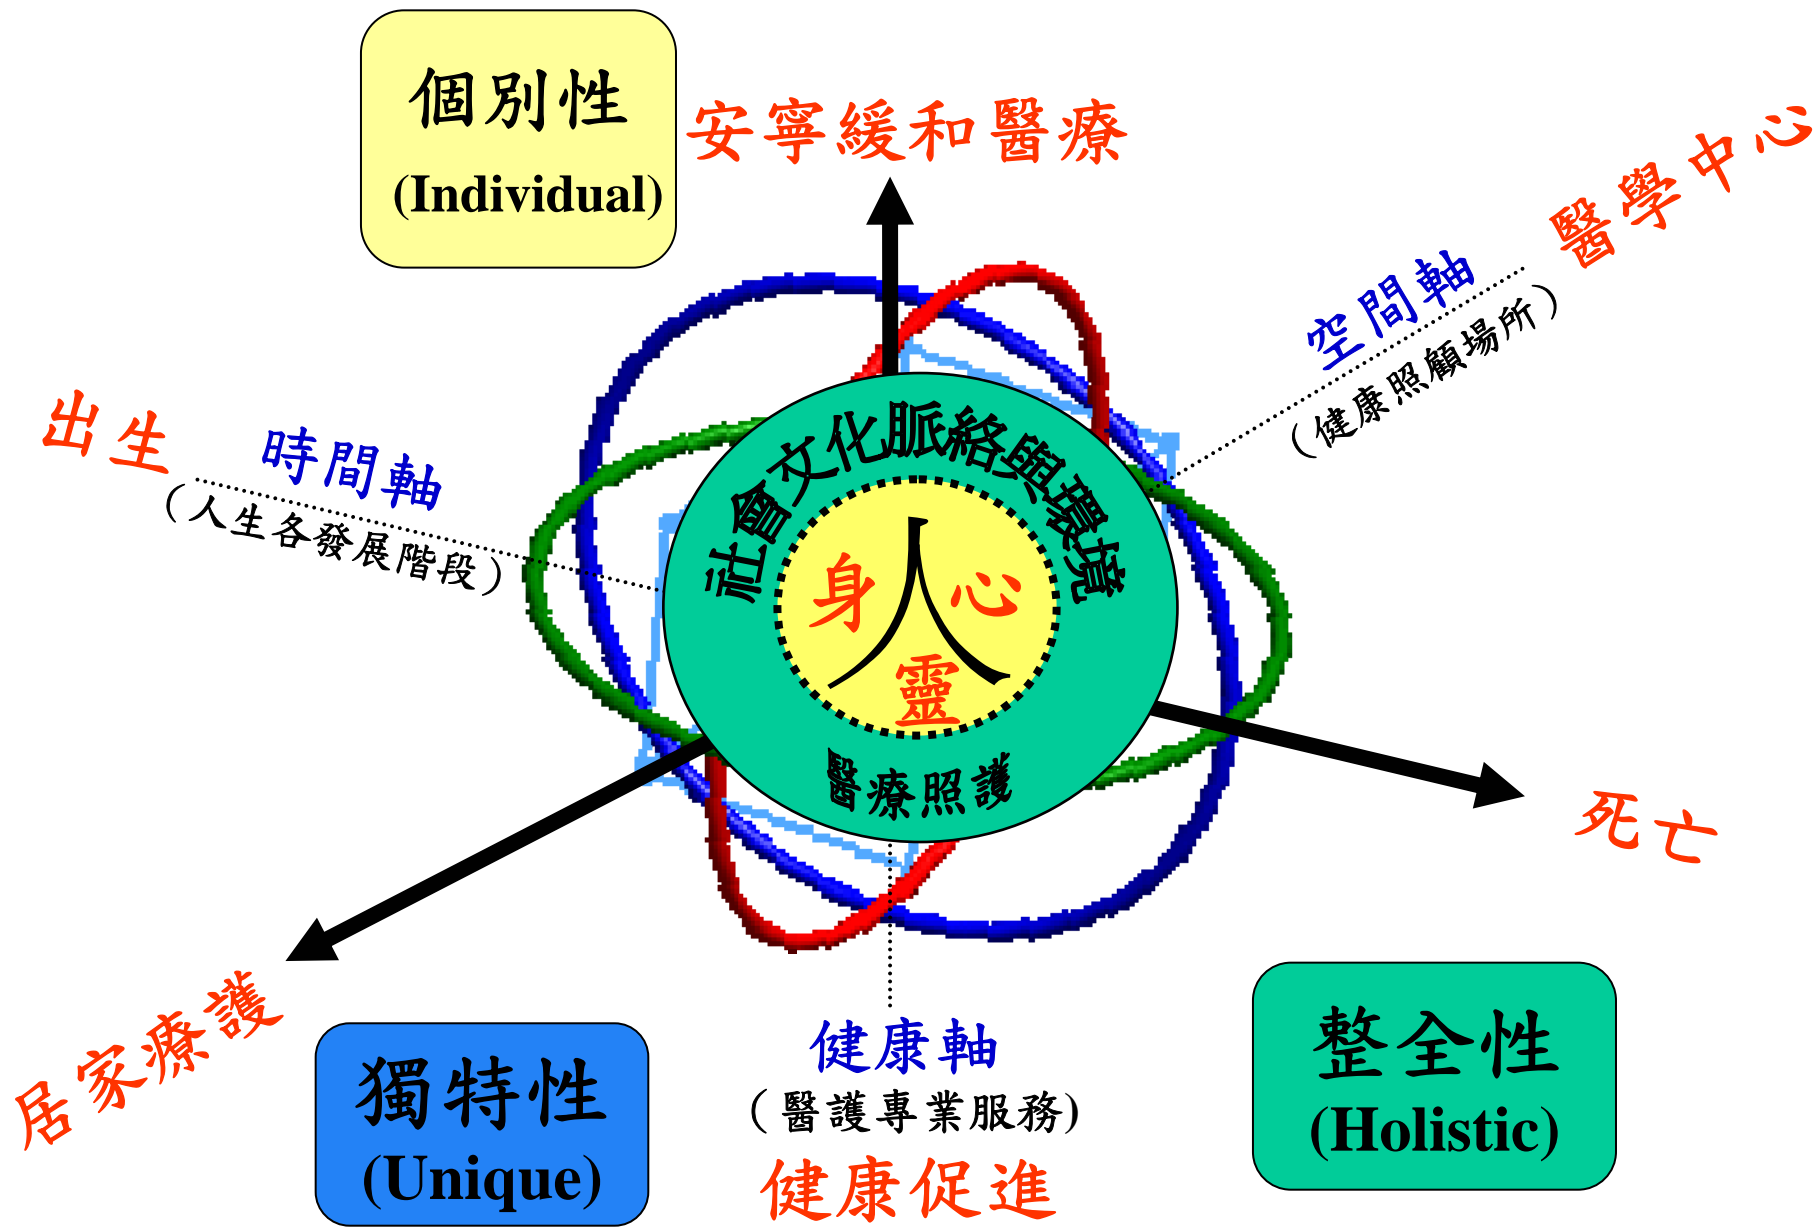 個別性
(Individual)
安寧緩和醫療
醫學中心
空間軸
(健康照顧場所)
出生
時間軸
(人生各發展階段)
社會文化脈絡與環境
身
人
心
靈
醫療照護
死亡
居家療護
獨特性
(Unique)
健康軸
(醫護專業服務)
健康促進
整全性
(Holistic)